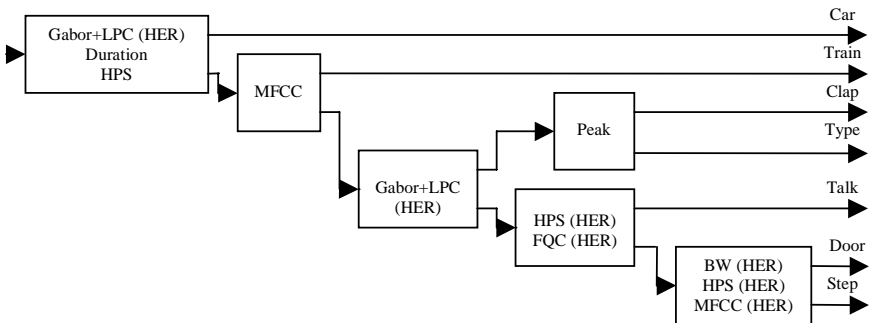 Car
Gabor+LPC (HER)
Duration
HPS
Train
MFCC
Clap
Peak
Type
Gabor+LPC
(HER)
Talk
HPS (HER)
FQC (HER)
Door
BW (HER)
HPS (HER)
MFCC (HER)
Step